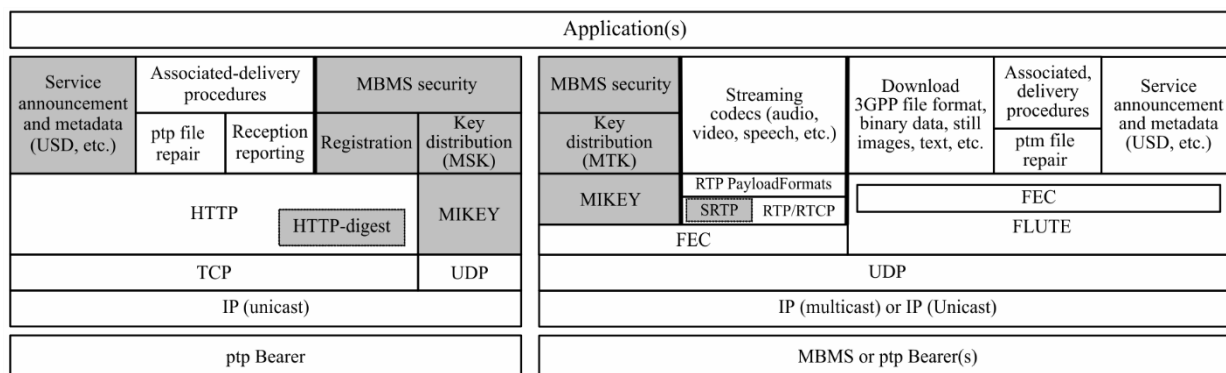 Application(s)
Service
announcement
and metadata
(USD, etc.)
Associated-delivery
procedures
ptp file
repair
Reception
reporting
MBMS security
Registration
Key
distribution
(MSK)
HTTP
HTTP-digest
MIKEY
TCP
UDP
IP (unicast)
ptp Bearer
MBMS security
Key
distribution
(MTK)
MIKEY
Streaming
codecs (audio,
video, speech, etc.)
RTP PayloadFormats
SRTP
RTP/RTCP
FEC
Download
3GPP file format,
binary data, still
images, text, etc.
Associated,
delivery
procedures
ptm file
repair
Service
announcement
and metadata
(USD, etc.)
FEC
FLUTE
UDP
IP (multicast) or IP (Unicast)
MBMS or ptp Bearer(s)